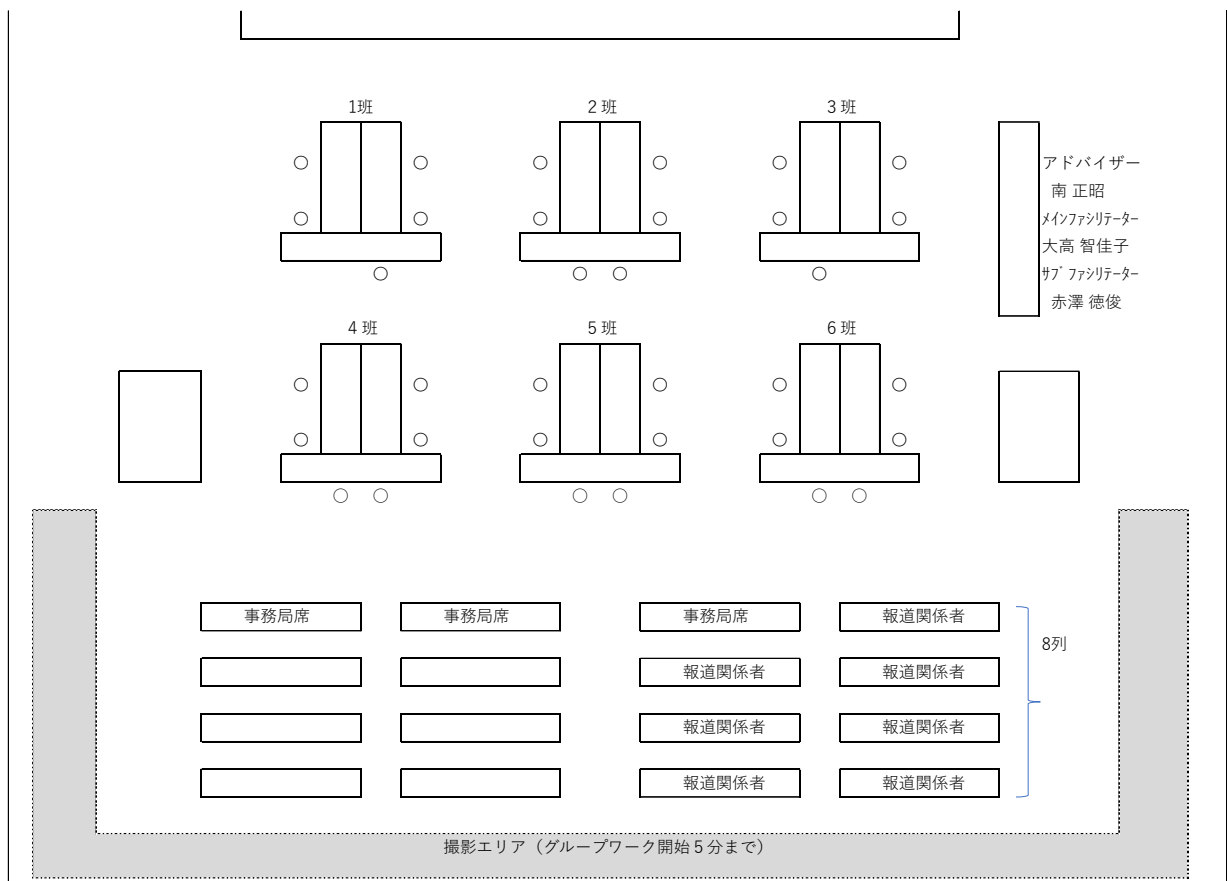 1班
2 班
3 班
アドバイザー
南 正昭
ﾒｲﾝﾌｧｼﾘﾃｰﾀｰ
大高 智佳子
ｻﾌﾞﾌｧｼﾘﾃｰﾀｰ
赤澤 徳俊
4 班
5 班
6 班
事務局席
事務局席
事務局席
報道関係者
8列
報道関係者
報道関係者
報道関係者
報道関係者
報道関係者
報道関係者
撮影エリア（グループワーク開始５分まで）